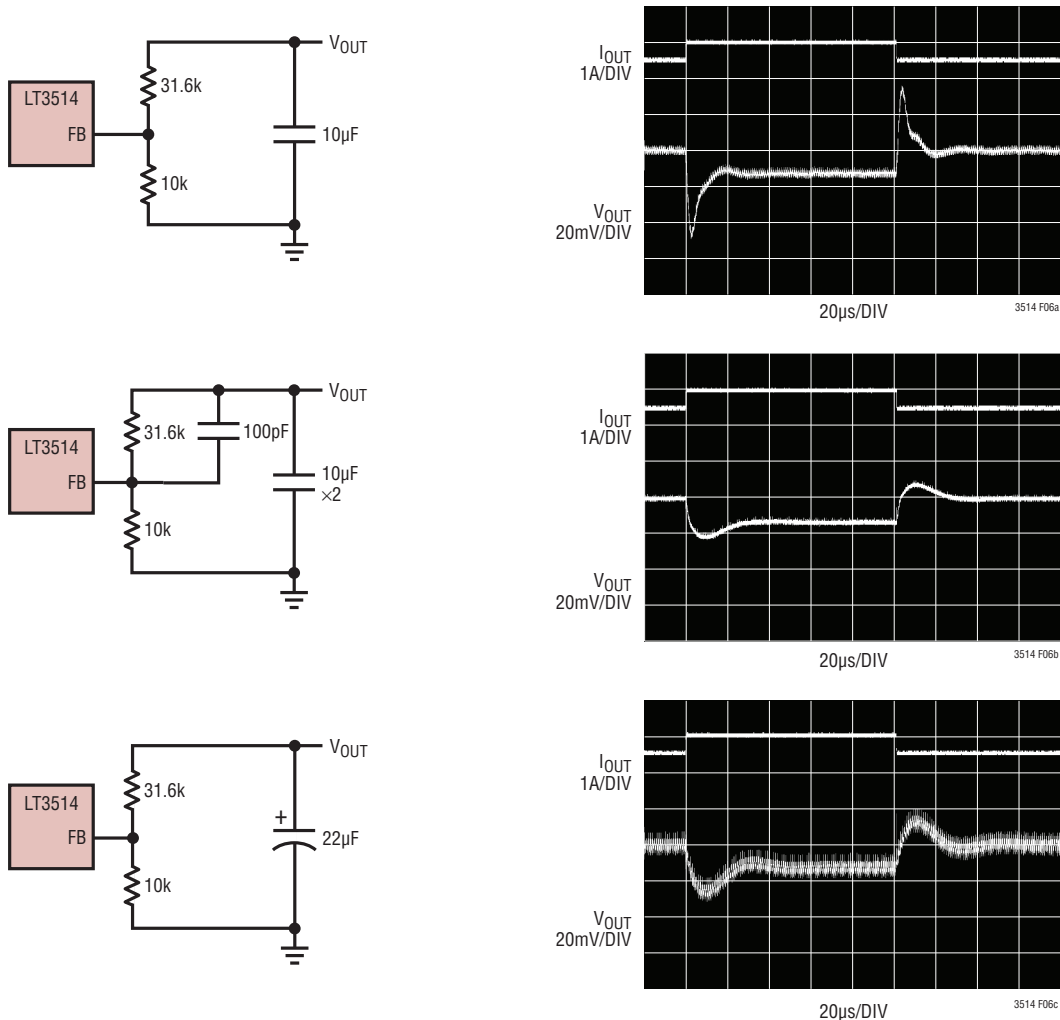 LT3514
FB
31.6k
10k
10µF
VOUT
IOUT
1A/DIV
VOUT
20mV/DIV
20µs/DIV
3514 F06a
LT3514
FB
31.6k
10k
100pF
10µF
×2
VOUT
IOUT
1A/DIV
VOUT
20mV/DIV
20µs/DIV
3514 F06b
LT3514
FB
31.6k
10k
+
22µF
VOUT
IOUT
1A/DIV
VOUT
20mV/DIV
20µs/DIV
3514 F06c